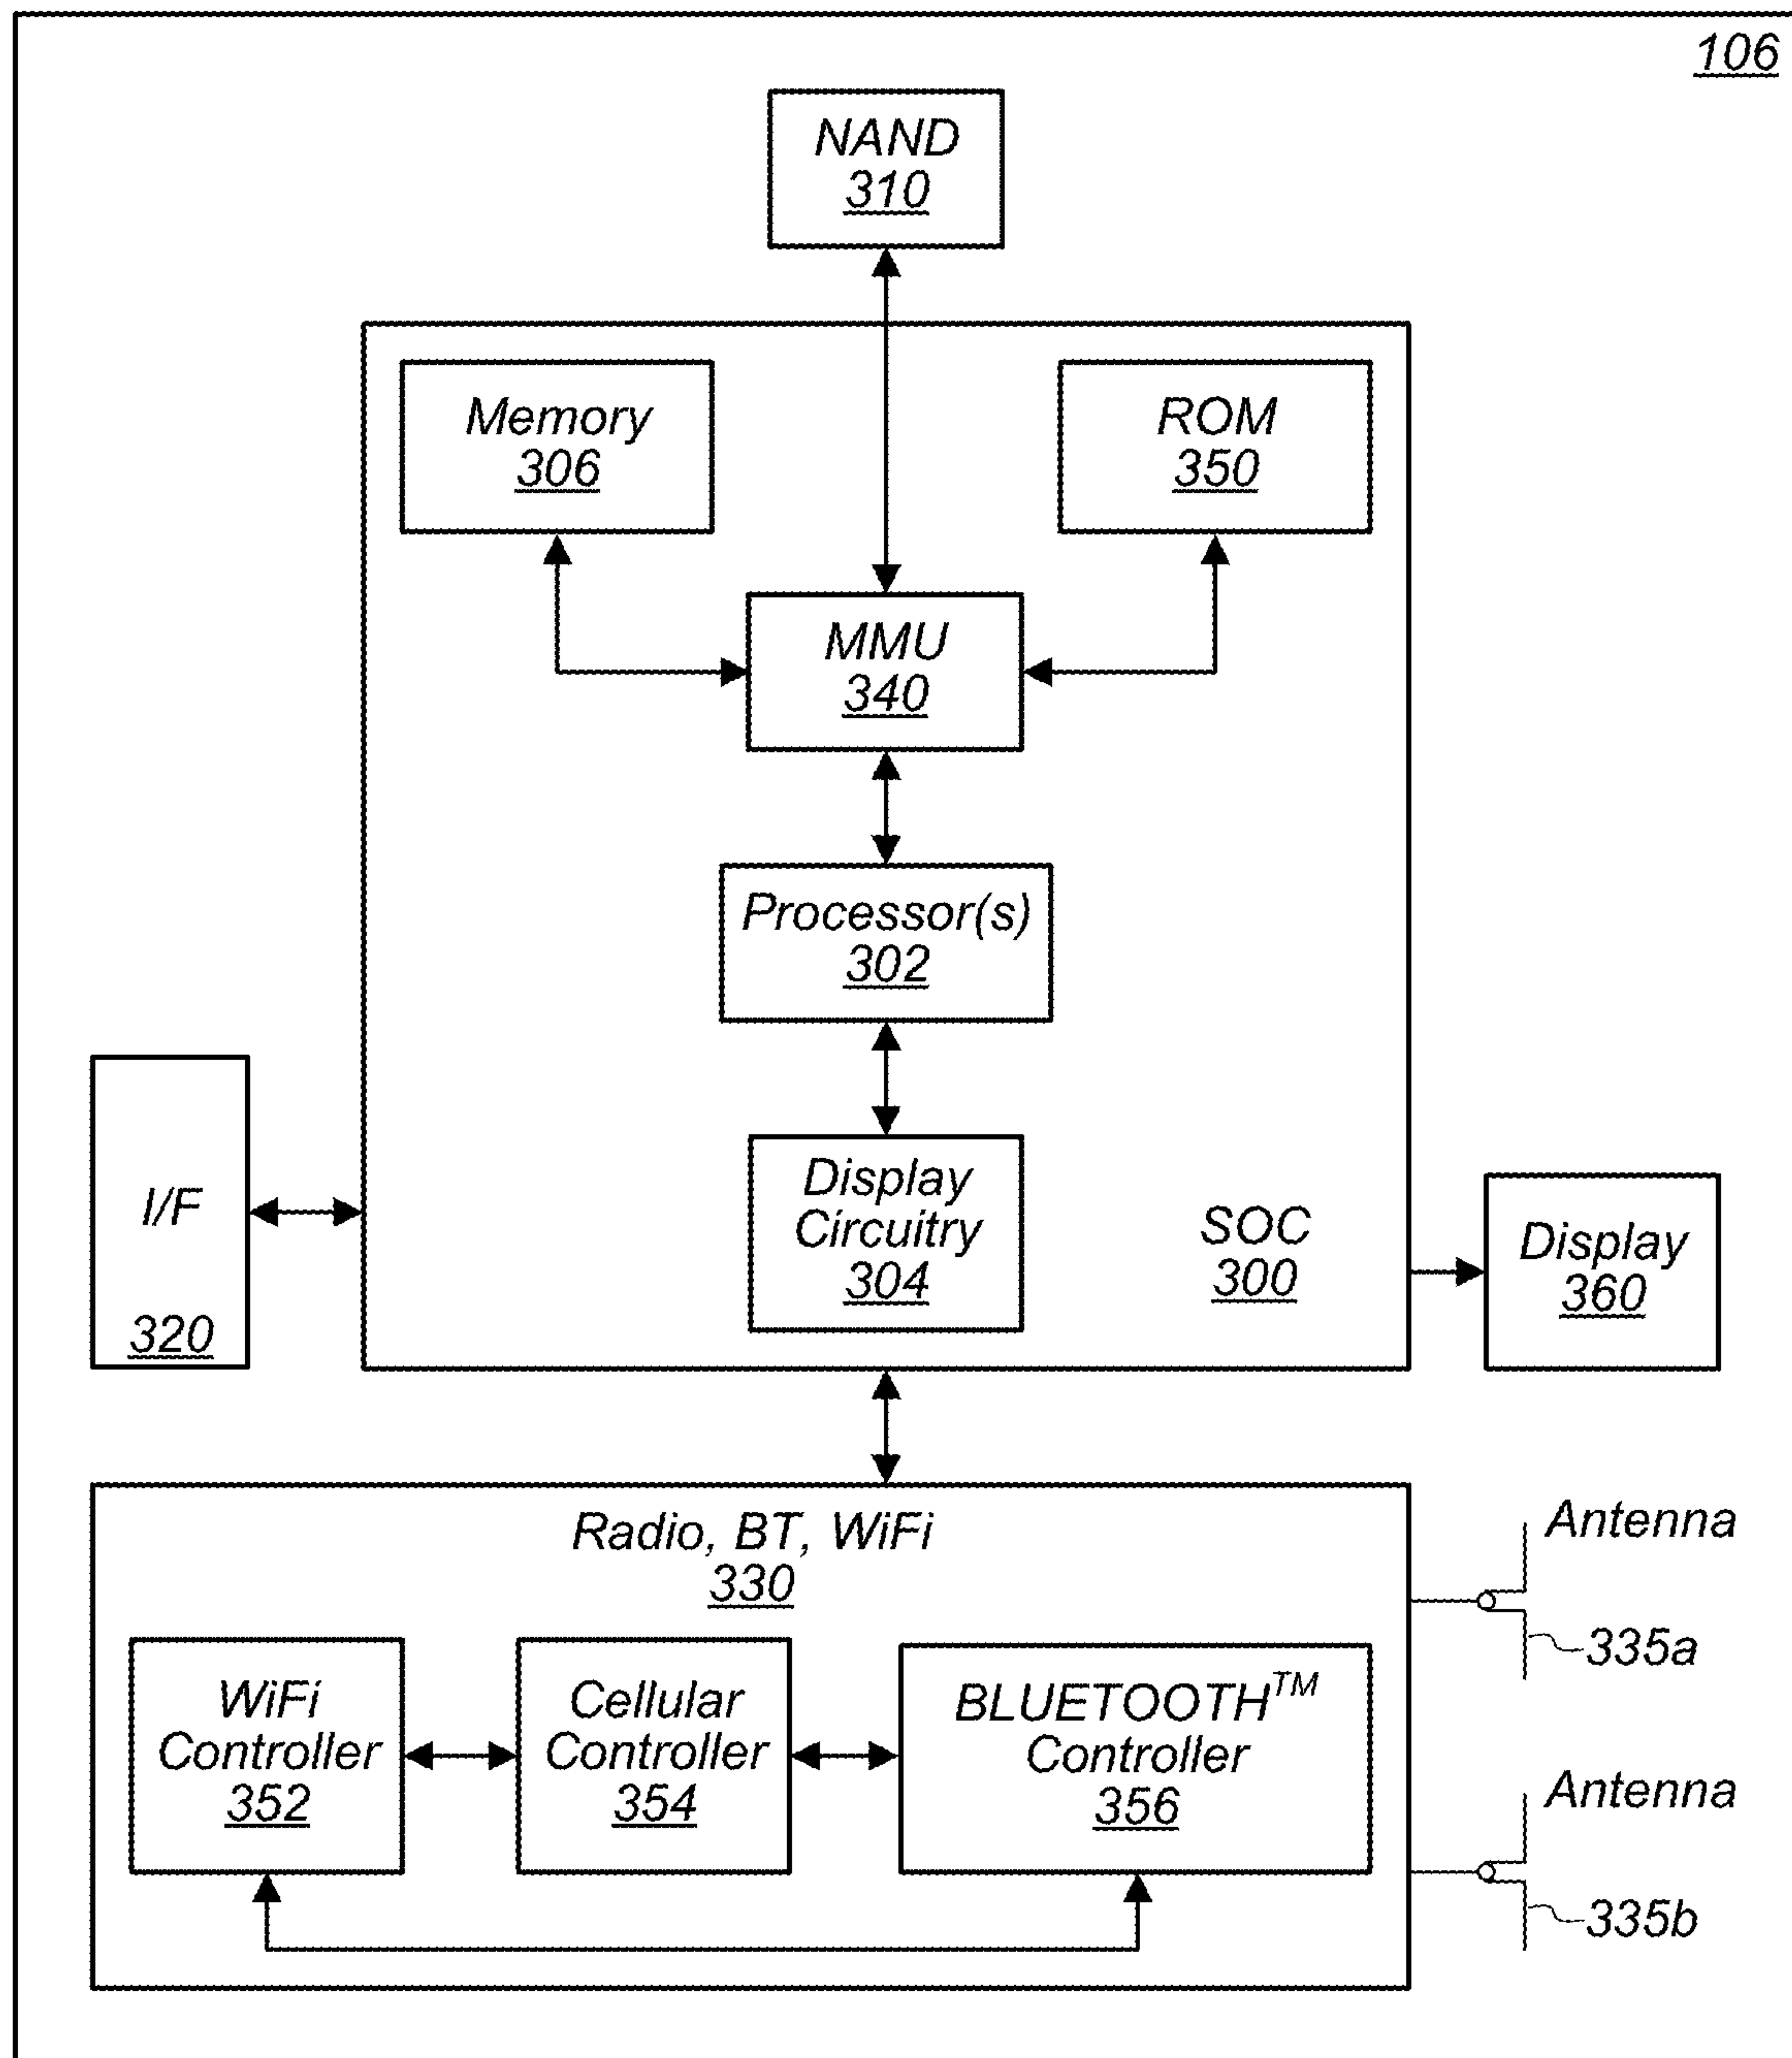 106
NAND
310
Memory
306
ROM
350
MMU
340
Processor(s)
302
I/F
320
Display
Circuitry
304
SOC
300
Display
360
Radio, BT, WiFi
330
Antenna
335a
WiFi
Controller
352
Cellular
Controller
354
BLUETOOTH™
Controller
356
Antenna
335b